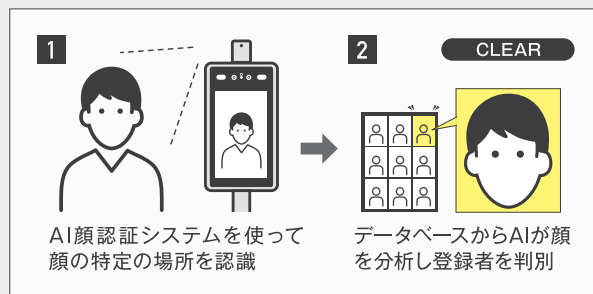 1
AI顔認証システムを使って
顔の特定の場所を認識
2
CLEAR
データベースからAIが顔
を分析し登録者を判別